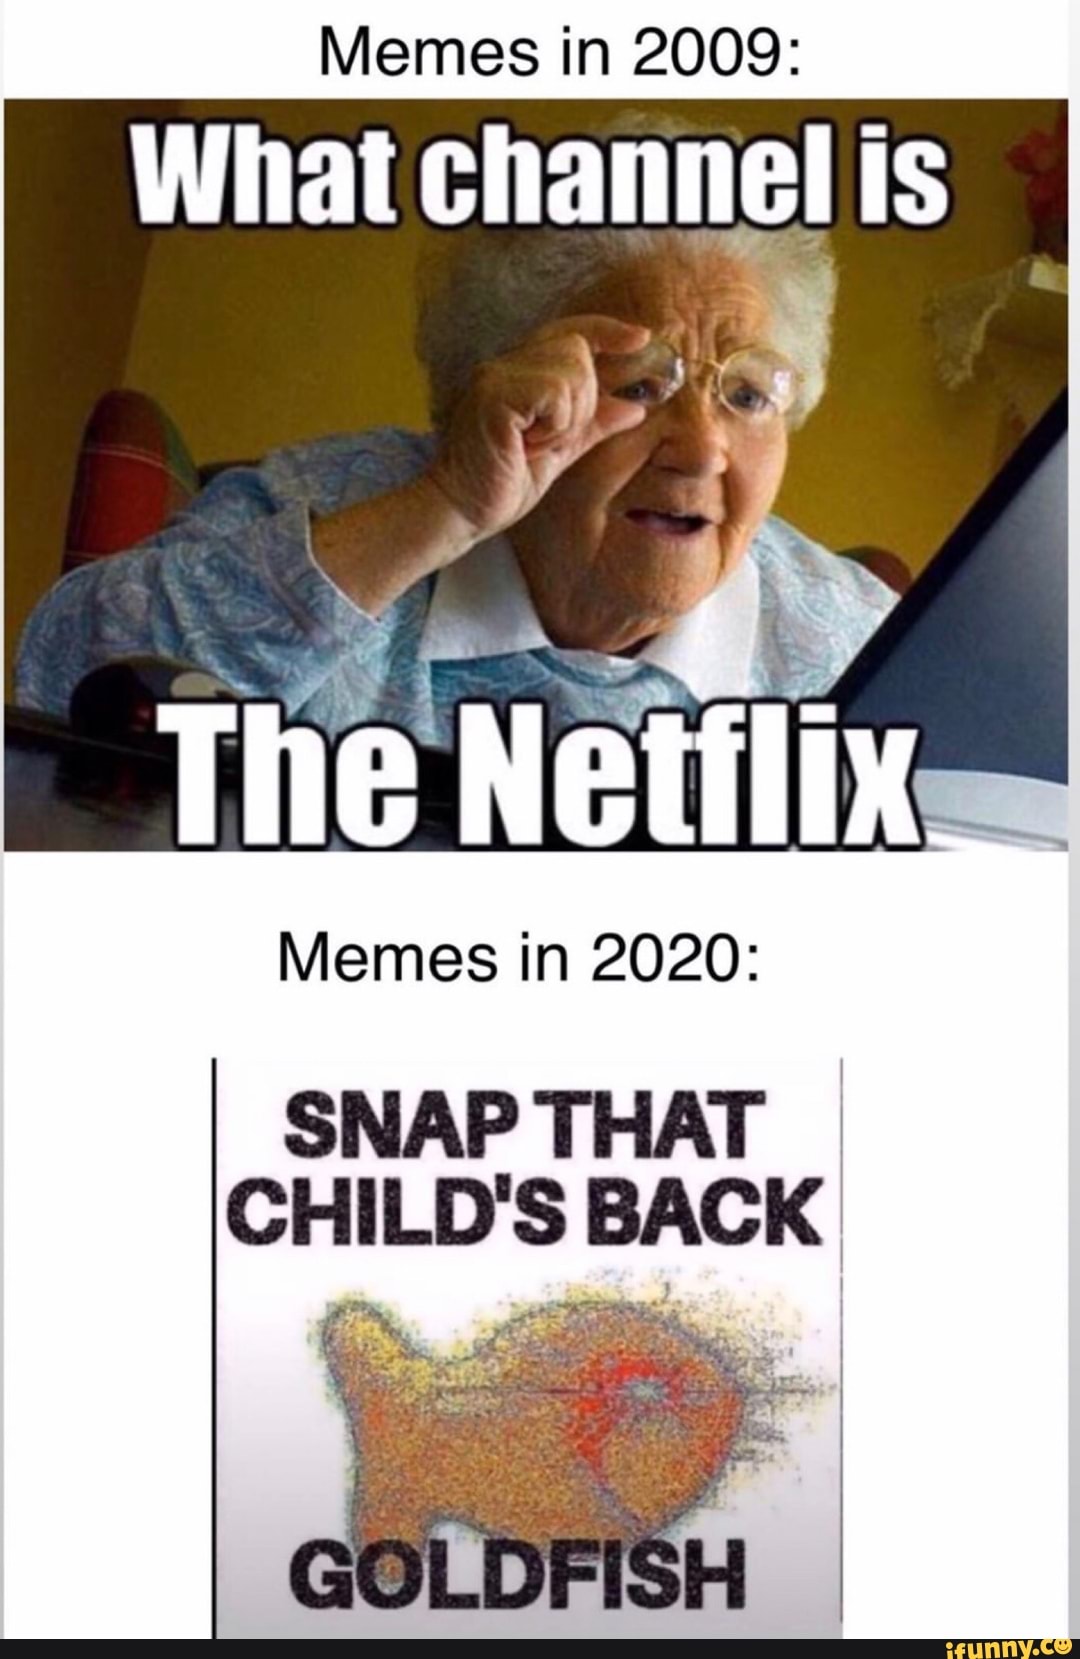 Memes in 2009:
What channel is
The Netflix
Memes in 2020:
SNAP THAT
CHILD'S BACK
GOLDFISH
ifunny.co